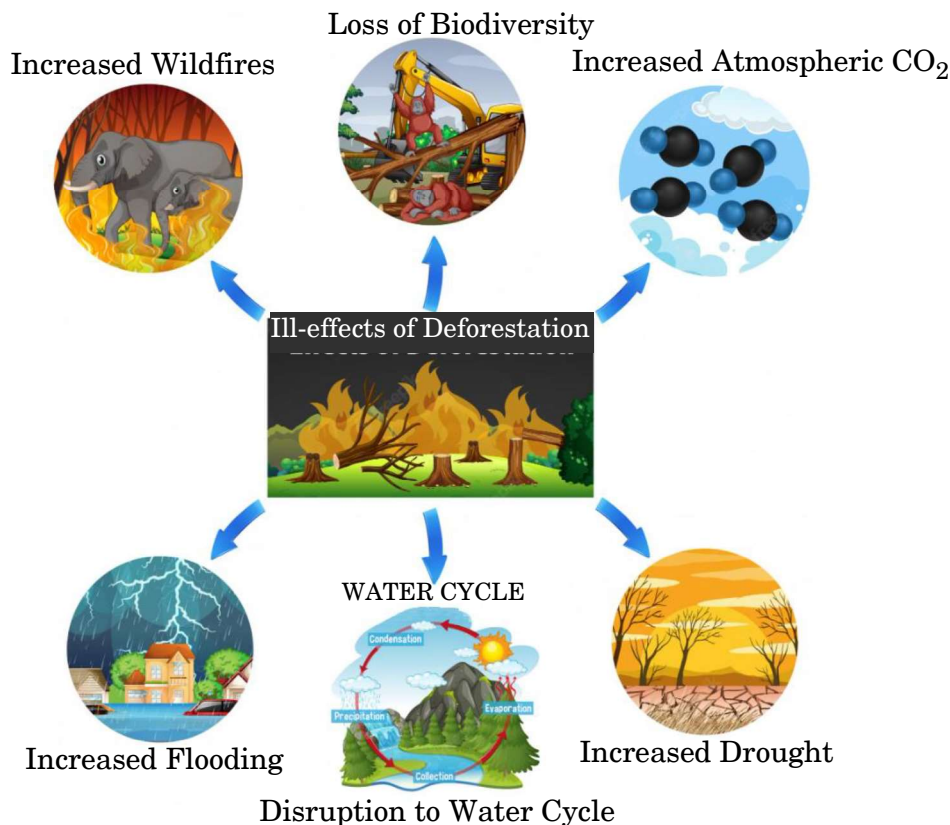 Loss of Biodiversity
Increased Wildfires
Increased Atmospheric CO₂
Ill-effects of Deforestation
WATER CYCLE
Condensation
Precipitation
Evaporation
Collection
Increased Flooding
Increased Drought
Disruption to Water Cycle